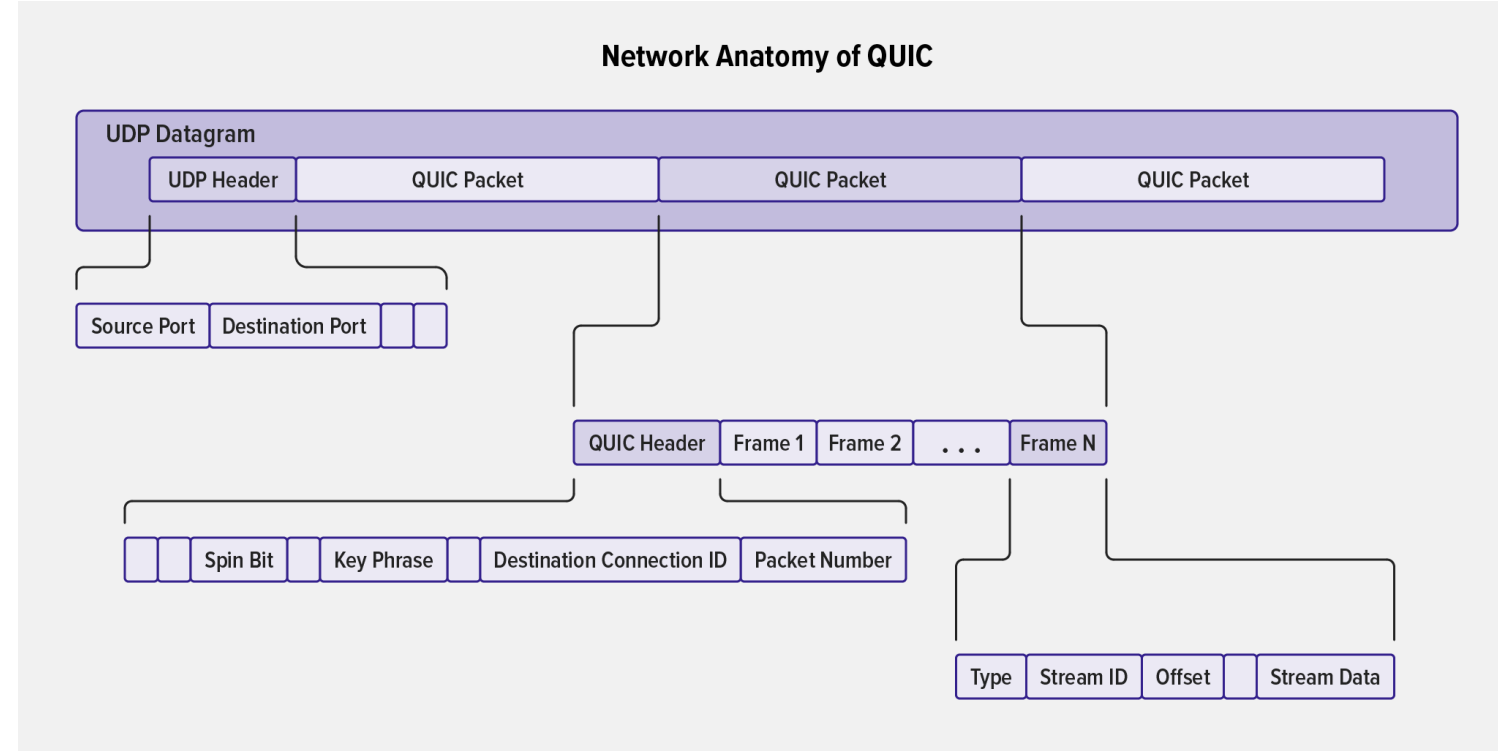 Network Anatomy of QUIC
UDP Datagram
UDP Header QUIC Packet QUIC Packet QUIC Packet
Source Port Destination Port
QUIC Header Frame 1 Frame 2 . . . Frame N
Spin Bit Key Phrase Destination Connection ID Packet Number
Type Stream ID Offset Stream Data